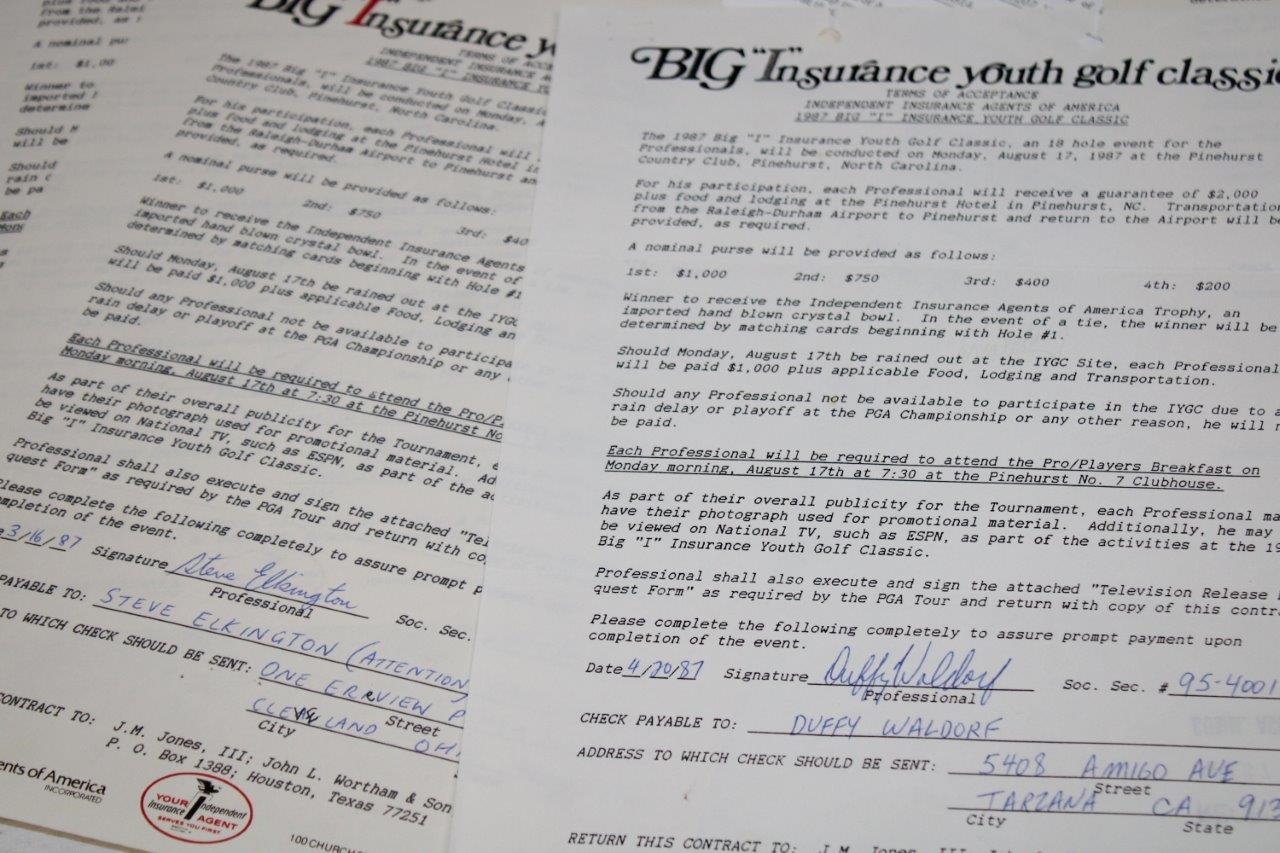 from the Ralei
provided, as
A nominal pur
1st: $1,00
Winner to
imported
determine
Should M
will be
Should
rain
be pa
Each
BIG "I"nsurance y
TERMS OF A
INDEPENDENT INSURANCE A
1987 BIG "I" INSURANCE YO
The 1987 Big "I" Insurance Youth Golf Classic
Professionals, will be conducted on Monday, A
Country Club, Pinehurst, North Carolina.
For his participation, each Professional will
plus food and lodging at the Pinehurst Hotel in
from the Raleigh-Durham Airport to Pinehurst an
provided, as required.
A nominal purse will be provided as follows:
1st: $1,000 2nd: $750 3rd: $40
Winner to receive the Independent Insurance Agents
imported hand blown crystal bowl. In the event of
determined by matching cards beginning with Hole #1
Should Monday, August 17th be rained out at the IYGC
will be paid $1,000 plus applicable Food, Lodging an
Should any Professional not be available to participa
rain delay or playoff at the PGA Championship or any
be paid.
Each Professional will be required to attend the Pro/P
Monday morning, August 17th at 7:30 at the Pinehurst No
As part of their overall publicity for the Tournament, e
have their photograph used for promotional material. Ad
be viewed on National TV, such as ESPN, as part of the ac
Big "I" Insurance Youth Golf Classic.
Professional shall also execute and sign the attached "Tel
quest Form" as required by the PGA Tour and return with co
lease complete the following completely to assure prompt p
mpletion of the event.
3/16/87 Signature Steve Elkington
Professional Soc. Sec.
PAYABLE TO: STEVE ELKINGTON (ATTENTION
TO WHICH CHECK SHOULD BE SENT: ONE ERIEVIEW P
Street
CLEVELAND OH
City
CONTRACT TO: J.M. Jones, III; John L. Wortham & Son
P. O. Box 1388; Houston, Texas 77251
ents of America
INCORPORATED
YOUR Independent
Insurance AGENT
SERVES YOU FIRST
100 CHURCH
BIG "I"nsurance youth golf classi
TERMS OF ACCEPTANCE
INDEPENDENT INSURANCE AGENTS OF AMERICA
1987 BIG "I" INSURANCE YOUTH GOLF CLASSIC
The 1987 Big "I" Insurance Youth Golf Classic, an 18 hole event for the
Professionals, will be conducted on Monday, August 17, 1987 at the Pinehurst
Country Club, Pinehurst, North Carolina.
For his participation, each Professional will receive a guarantee of $2,000
plus food and lodging at the Pinehurst Hotel in Pinehurst, NC. Transportation
from the Raleigh-Durham Airport to Pinehurst and return to the Airport will be
provided, as required.
A nominal purse will be provided as follows:
1st: $1,000 2nd: $750 3rd: $400 4th: $200
Winner to receive the Independent Insurance Agents of America Trophy, an
imported hand blown crystal bowl. In the event of a tie, the winner will be
determined by matching cards beginning with Hole #1.
Should Monday, August 17th be rained out at the IYGC Site, each Professional
will be paid $1,000 plus applicable Food, Lodging and Transportation.
Should any Professional not be available to participate in the IYGC due to a
rain delay or playoff at the PGA Championship or any other reason, he will n
be paid.
Each Professional will be required to attend the Pro/Players Breakfast on
Monday morning, August 17th at 7:30 at the Pinehurst No. 7 Clubhouse.
As part of their overall publicity for the Tournament, each Professional ma
have their photograph used for promotional material. Additionally, he may
be viewed on National TV, such as ESPN, as part of the activities at the 19
Big "I" Insurance Youth Golf Classic.
Professional shall also execute and sign the attached "Television Release
quest Form" as required by the PGA Tour and return with copy of this contra
Please complete the following completely to assure prompt payment upon
completion of the event.
Date 4/20/87 Signature Duffy Waldorf Soc. Sec. # 95-4001
Professional
CHECK PAYABLE TO: DUFFY WALDORF
ADDRESS TO WHICH CHECK SHOULD BE SENT: 5408 AMIGO AVE
Street
TARZANA CA 913
City State
RETURN THIS CONTRACT TO: J.M. Jones, III